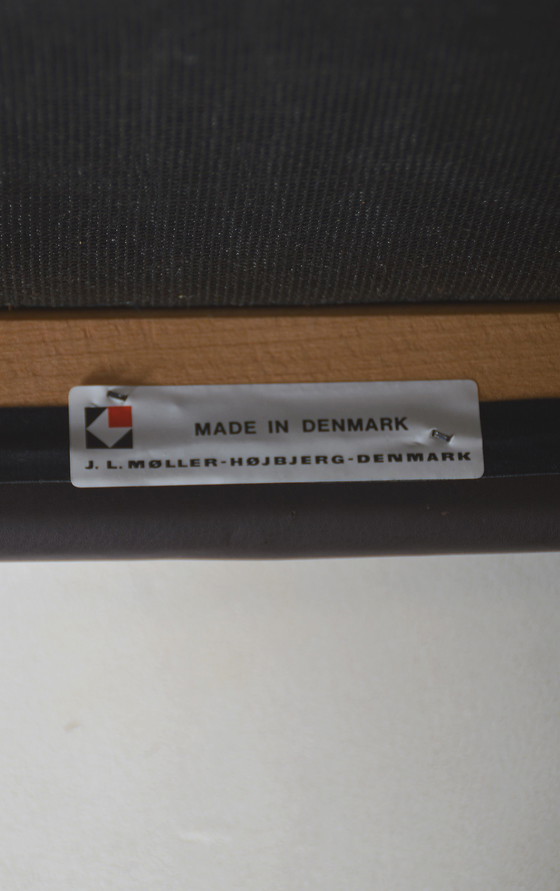 MADE IN DENMARK
J. L. MØLLER-HØJBJERG-DENMARK